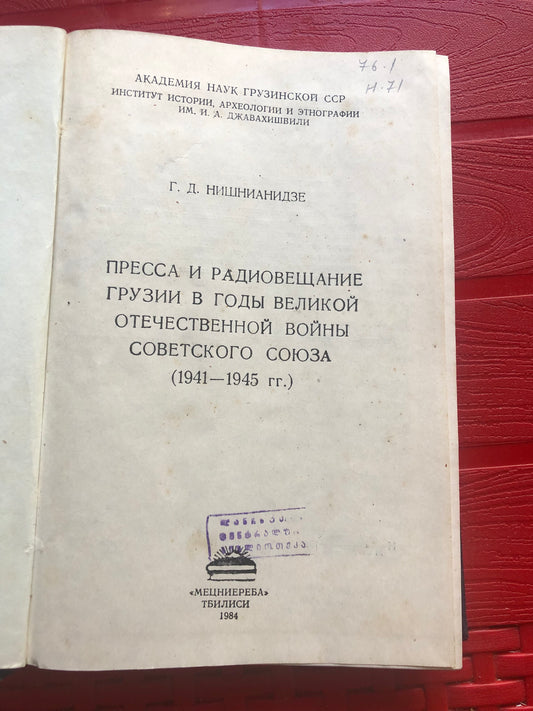 76.1
Н-71
АКАДЕМИЯ НАУК ГРУЗИНСКОЙ ССР
ИНСТИТУТ ИСТОРИИ, АРХЕОЛОГИИ И ЭТНОГРАФИИ
ИМ. И. А. ДЖАВАХИШВИЛИ
Г. Д. НИШНИАНИДЗЕ
ПРЕССА И РАДИОВЕЩАНИЕ
ГРУЗИИ В ГОДЫ ВЕЛИКОЙ
ОТЕЧЕСТВЕННОЙ ВОЙНЫ
СОВЕТСКОГО СОЮЗА
(1941—1945 гг.)
«МЕЦНИЕРЕБА»
ТБИЛИСИ
1984